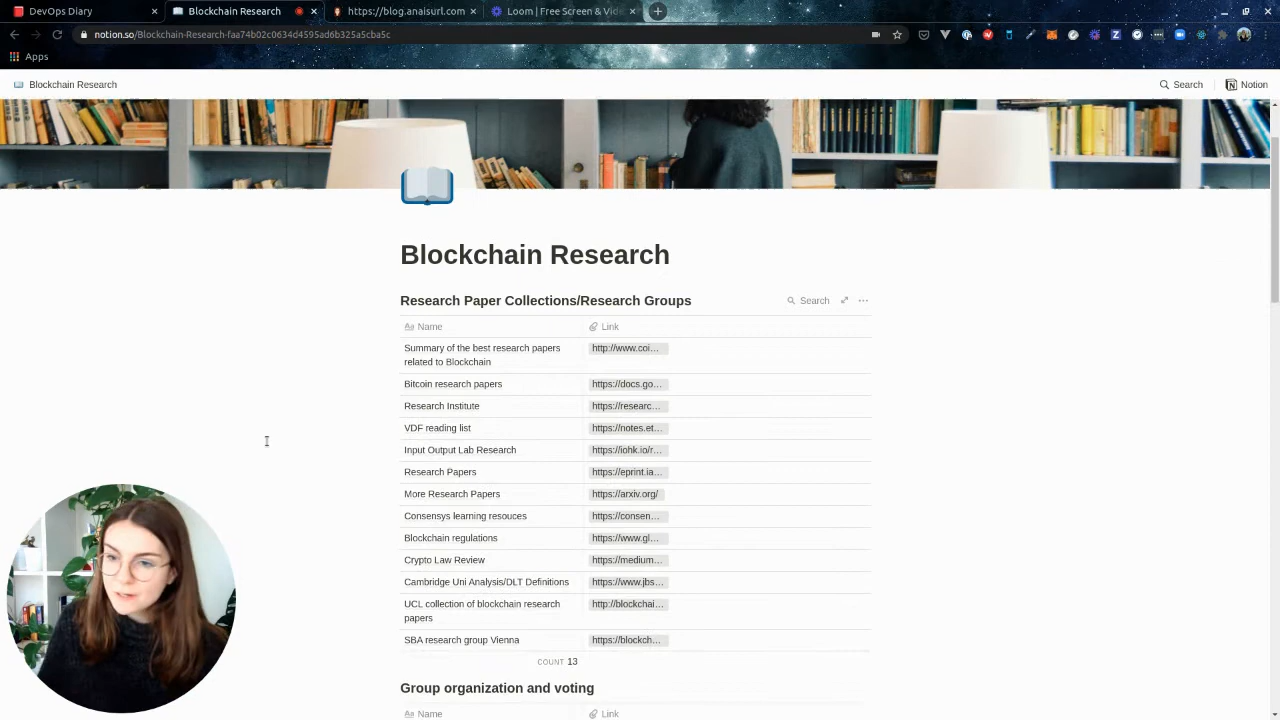 DevOps Diary
Blockchain Research
https://blog.anaisurl.com
Loom | Free Screen & Vide
notion.so/Blockchain-Research-faa74b02c0634d4595ad6b325a5cba5c
Apps
Blockchain Research
Search
Notion
Blockchain Research
Research Paper Collections/Research Groups
Search
Aa Name
Link
Summary of the best research papers
related to Blockchain
http://www.coi...
Bitcoin research papers
https://docs.go...
Research Institute
https://researc...
VDF reading list
https://notes.et...
Input Output Lab Research
https://iohk.io/r...
Research Papers
https://eprint.ia...
More Research Papers
https://arxiv.org/
Consensys learning resouces
https://consen...
Blockchain regulations
https://www.gl...
Crypto Law Review
https://medium...
Cambridge Uni Analysis/DLT Definitions
https://www.jbs...
UCL collection of blockchain research
papers
http://blockchai...
SBA research group Vienna
https://blockch...
COUNT 13
Group organization and voting
Aa Name
Link